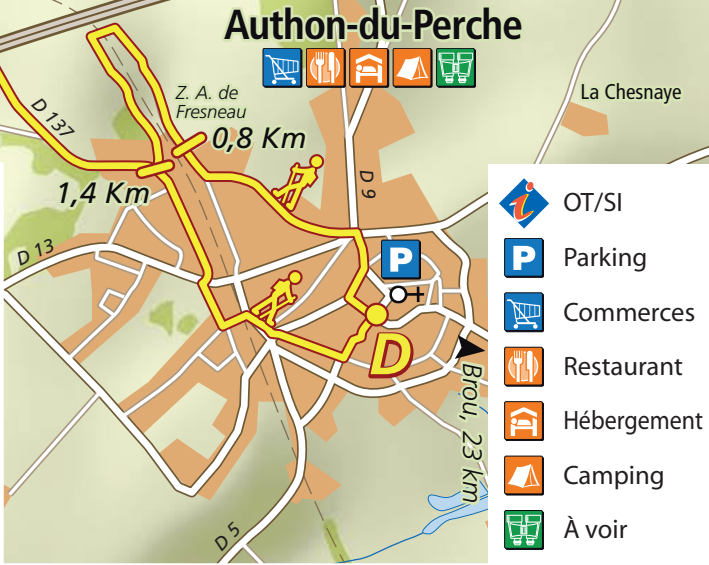 Authon-du-Perche
Z. A. de
Fresneau
La Chesnaye
D 137
0,8 Km
1,4 Km
D 9
D 13
P
D
Brou, 23 km
D 5
i OT/SI
P Parking
Commerces
Restaurant
Hébergement
Camping
À voir